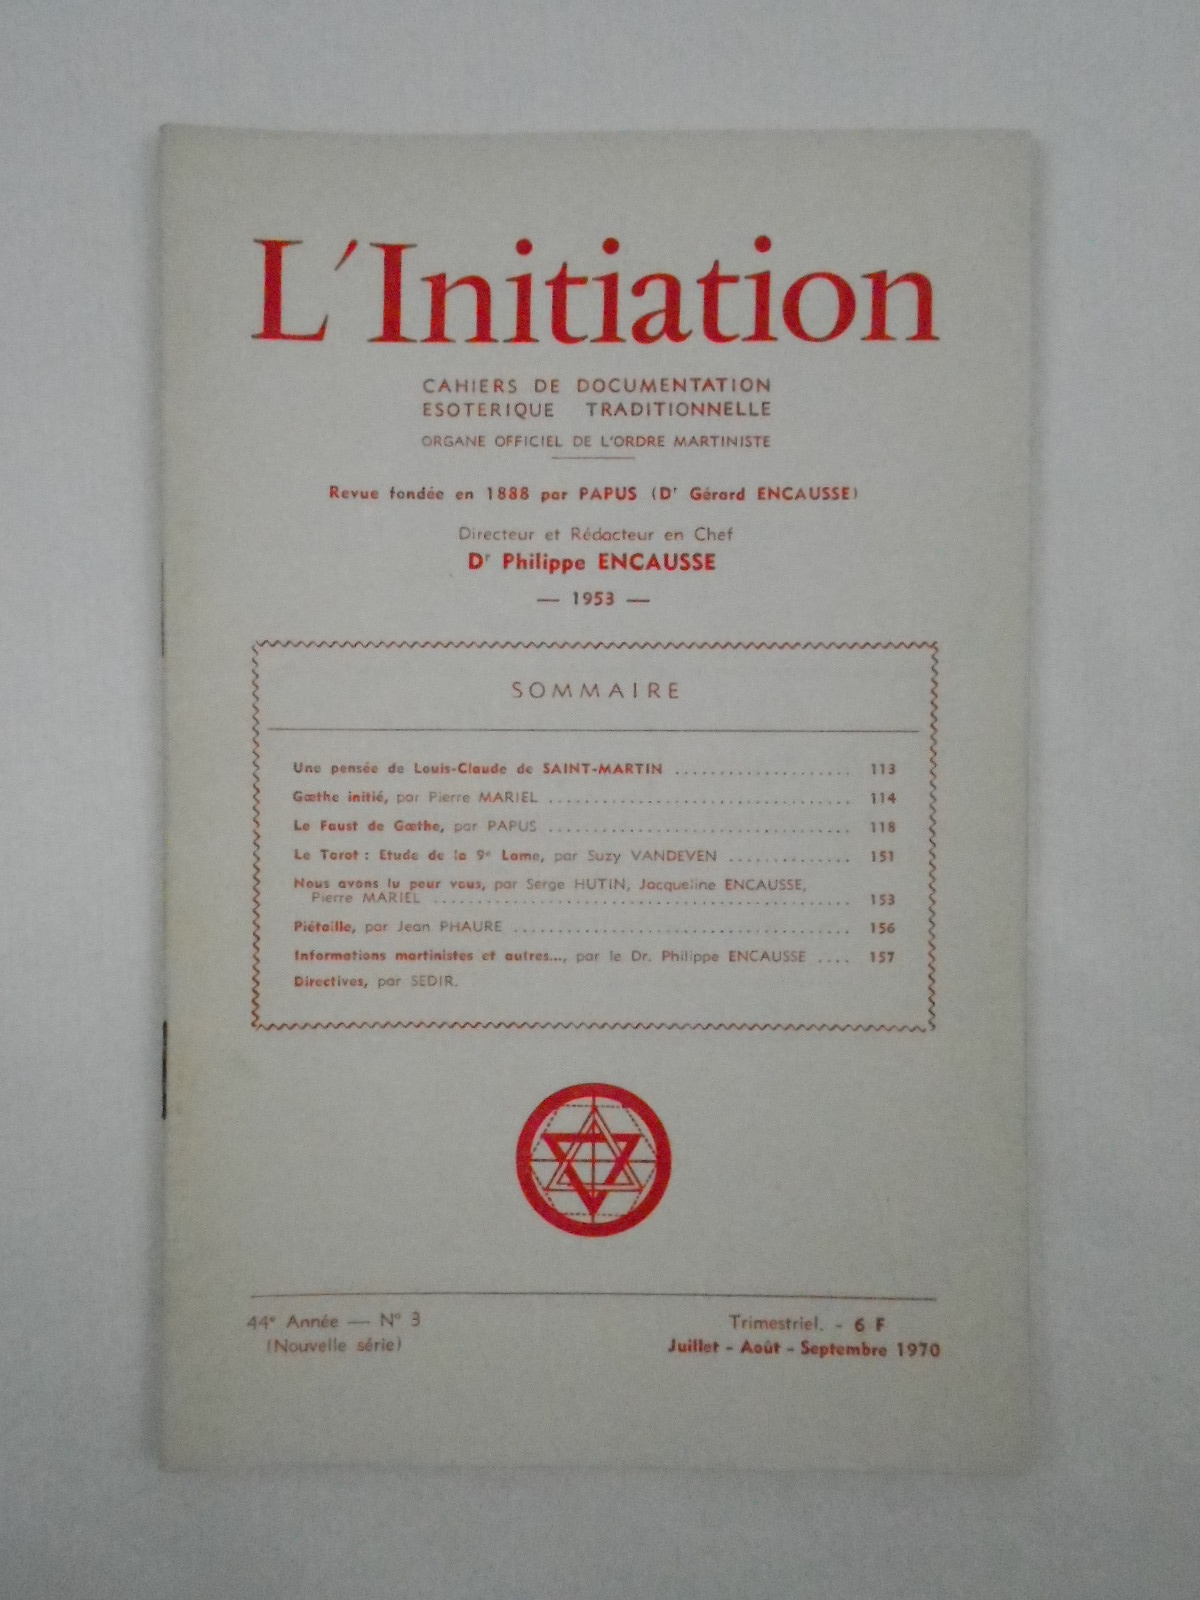 L'Initiation
CAHIERS DE DOCUMENTATION
ESOTERIQUE TRADITIONNELLE
ORGANE OFFICIEL DE L'ORDRE MARTINISTE
Revue fondée en 1888 par PAPUS (Dr Gérard ENCAUSSE)
Directeur et Rédacteur en Chef
Dr Philippe ENCAUSSE
— 1953 —
SOMMAIRE
Une pensée de Louis-Claude de SAINT-MARTIN .................... 113
Gœthe initié, par Pierre MARIEL .................................. 114
Le Faust de Gœthe, par PAPUS .................................. 118
Le Tarot : Etude de la 9e Lame, par Suzy VANDEVEN .............. 151
Nous avons lu pour vous, par Serge HUTIN, Jacqueline ENCAUSSE,
Pierre MARIEL .............................................. 153
Piétaille, par Jean PHAURE ...................................... 156
Informations martinistes et autres..., par le Dr. Philippe ENCAUSSE .... 157
Directives, par SEDIR.
44e Année — N° 3
(Nouvelle série)
Trimestriel. - 6 F
Juillet - Août - Septembre 1970